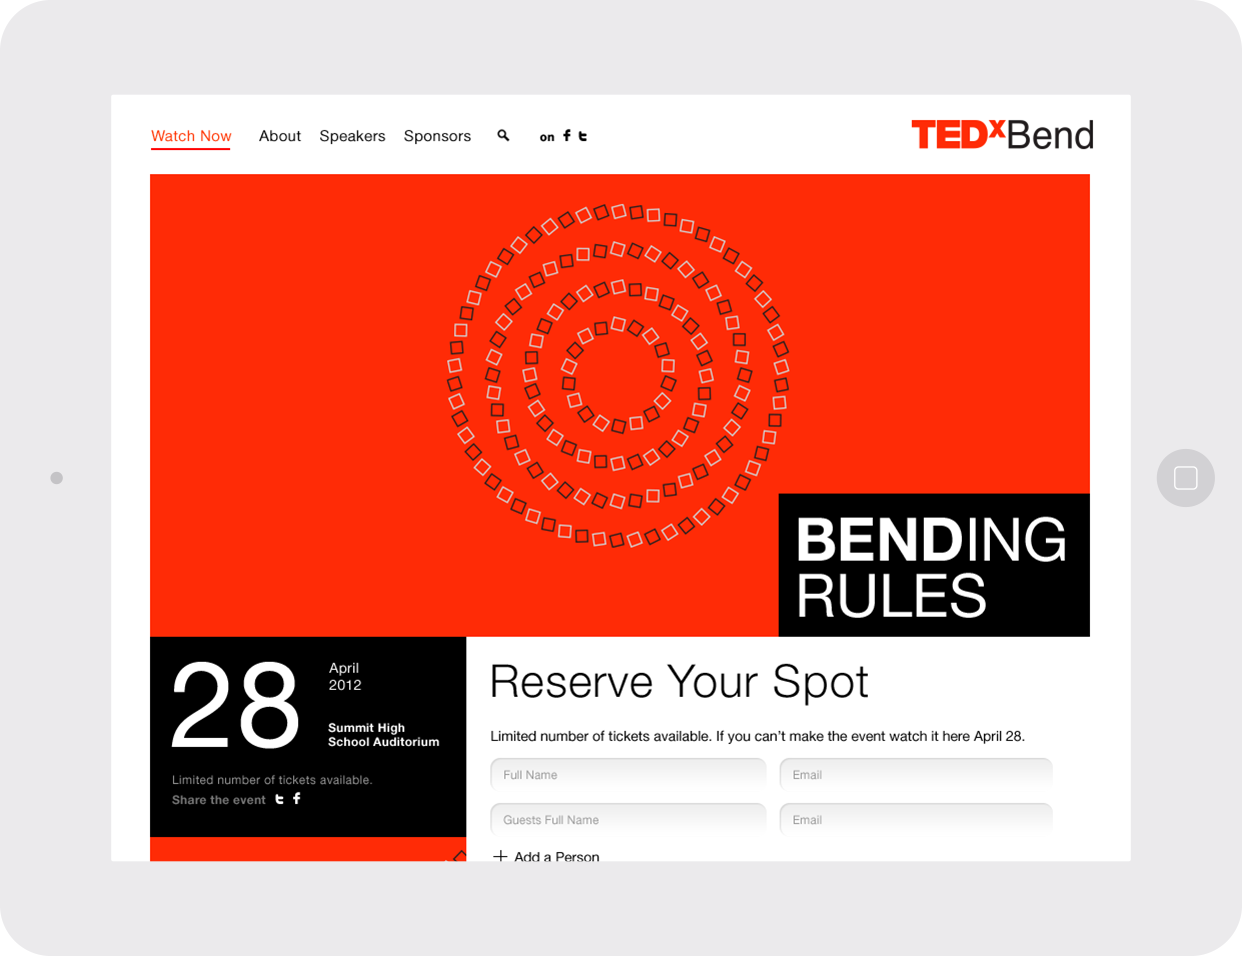 Watch Now About Speakers Sponsors on
TEDxBend
BENDING
RULES
28
April
2012
Summit High
School Auditorium
Limited number of tickets available.
Share the event
Reserve Your Spot
Limited number of tickets available. If you can’t make the event watch it here April 28.
Full Name Email
Guests Full Name Email
Add a Person